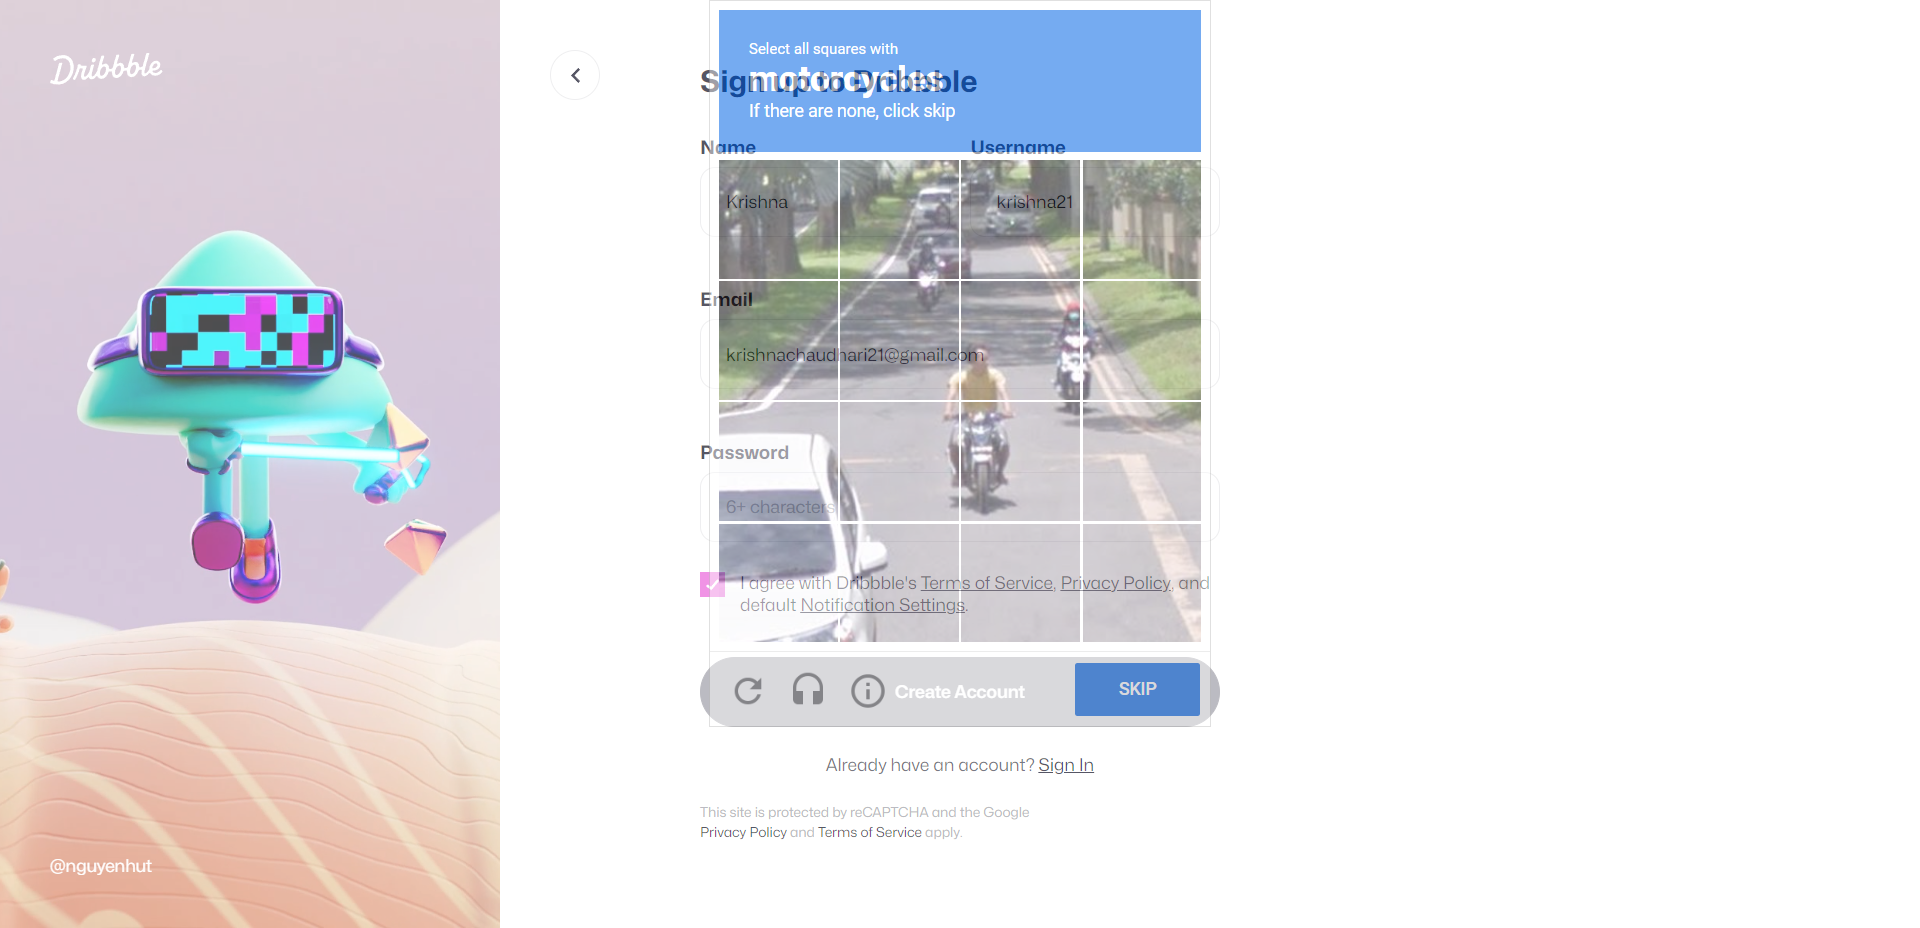 Dribbble
Select all squares with
Sign up to Dribbble
motorcycles
If there are none, click skip
Name
Username
Krishna
krishna21
Email
krishnachaudhari21@gmail.com
Password
6+ characters
I agree with Dribbble's Terms of Service, Privacy Policy, and
default Notification Settings.
Create Account
SKIP
Already have an account? Sign In
This site is protected by reCAPTCHA and the Google
Privacy Policy and Terms of Service apply.
@nguyenhut